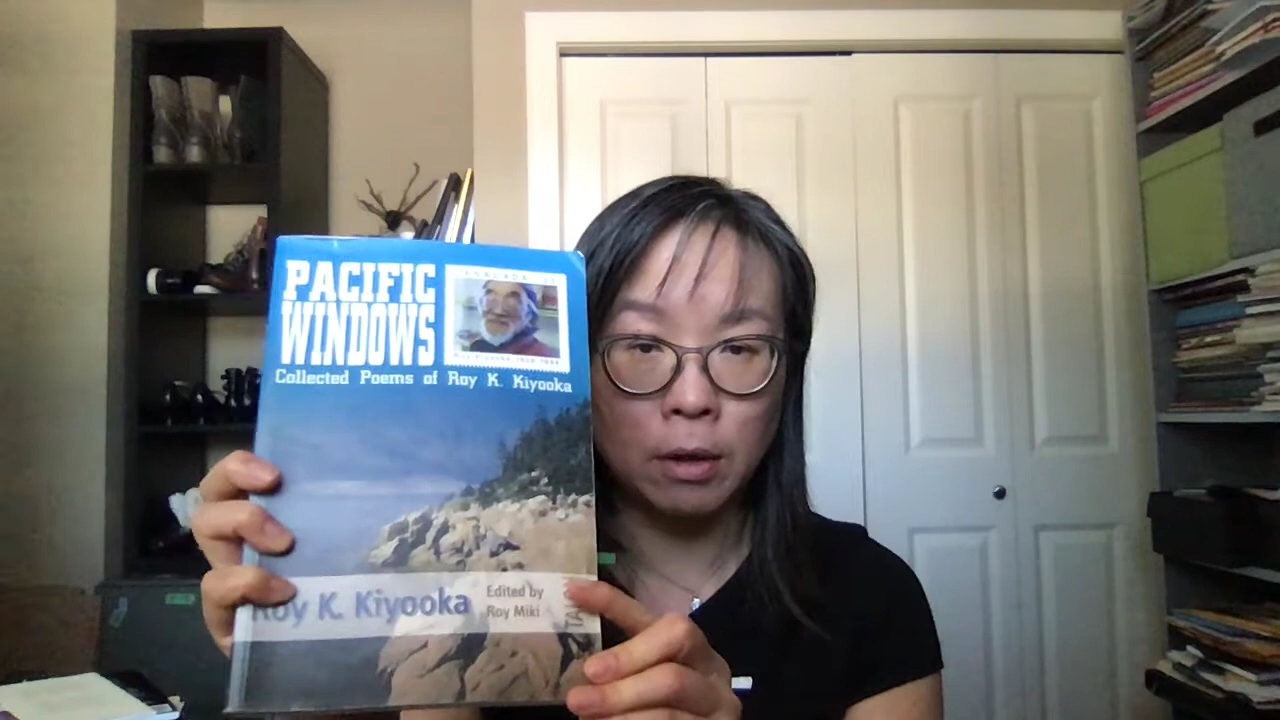 PACIFIC
WINDOWS
Collected Poems of Roy K. Kiyooka
Roy K. Kiyooka
Edited by
Roy Miki